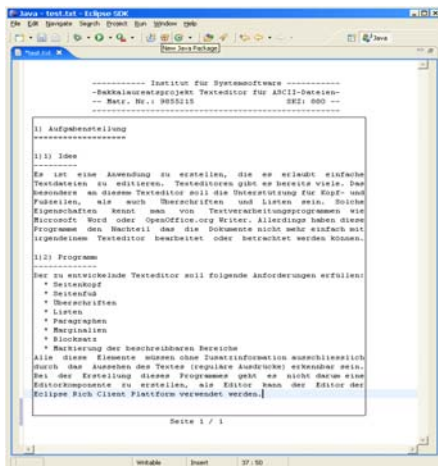 Java - test.txt - Eclipse SDK
File Edit Navigate Search Project Run Window Help
Java
New Java Package
*test.txt
----------- Institut für Systemsoftware -----------
-Bakkalaureatsprojekt Texteditor für ASCII-Dateien-
-- Matr. Nr.: 9855215 SKZ: 880 --
1) Aufgabenstellung
===================
1|1) Idee
---------
Es ist eine Anwendung zu erstellen, die es erlaubt einfache
Textdateien zu editieren. Texteditoren gibt es bereits viele. Das
besondere an diesem Texteditor soll die Unterstützung für Kopf- und
Fußzeilen, als auch Überschriften und Listen sein. Solche
Eigenschaften kennt man von Textverarbeitungsprogrammen wie
Microsoft Word oder OpenOffice.org Writer. Allerdings haben diese
Programme den Nachteil das die Dokumente nicht mehr einfach mit
irgendeinem Texteditor bearbeitet oder betrachtet werden können.
1|2) Programm
-------------
Der zu entwickelnde Texteditor soll folgende Anforderungen erfüllen:
* Seitenkopf
* Seitenfuß
* Überschriften
* Listen
* Paragraphen
* Marginalien
* Blocksatz
* Markierung der beschreibbaren Bereiche
Alle diese Elemente müssen ohne Zusatzinformation ausschliesslich
durch das Aussehen des Textes (reguläre Ausdrücke) erkennbar sein.
Bei der Erstellung dieses Programmes geht es nicht darum eine
Editorkomponente zu erstellen, als Editor kann der Editor der
Eclipse Rich Client Plattform verwendet werden.
Seite 1 / 1
Writable Insert 37 : 50